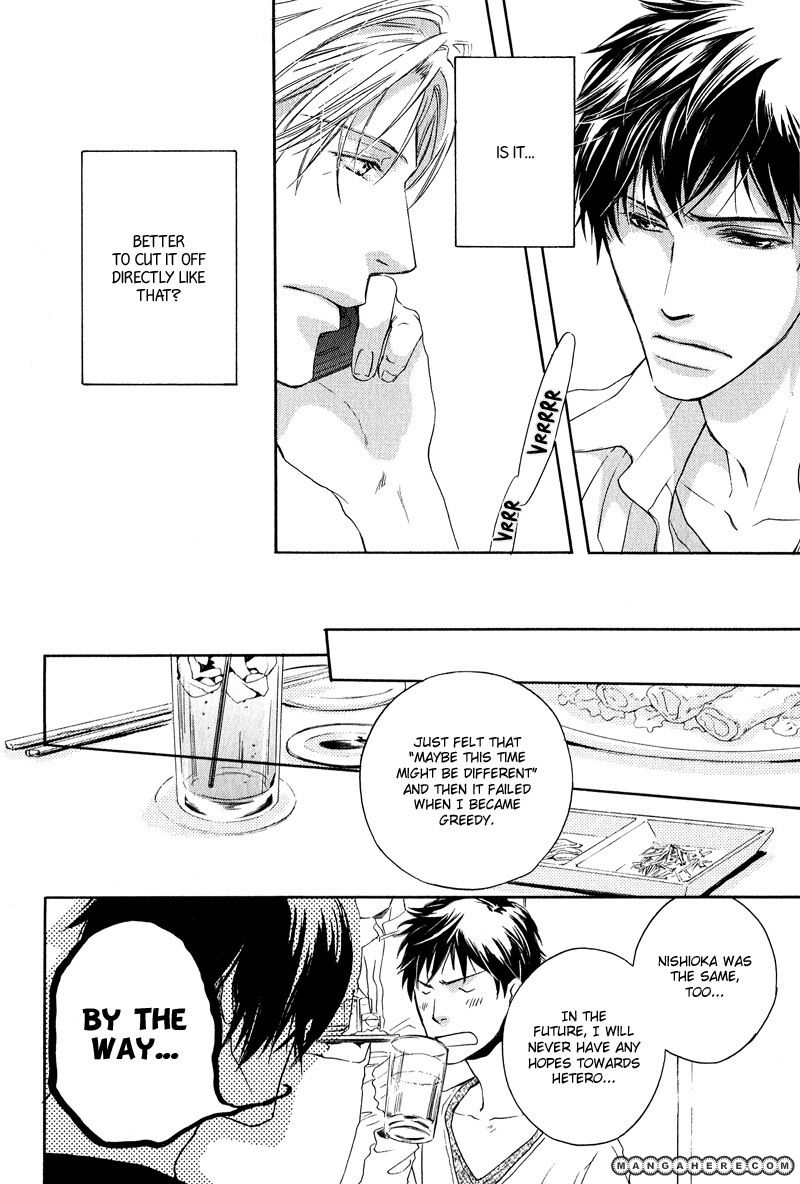 IS IT...
BETTER
TO CUT IT OFF
DIRECTLY LIKE
THAT?
VRRRRR
VRRR
JUST FELT THAT
"MAYBE THIS TIME
MIGHT BE DIFFERENT"
AND THEN IT FAILED
WHEN I BECAME
GREEDY.
NISHIOKA WAS
THE SAME,
TOO...
IN THE
FUTURE, I WILL
NEVER HAVE ANY
HOPES TOWARDS
HETERO...
BY THE
WAY...
MANGAHERE.COM